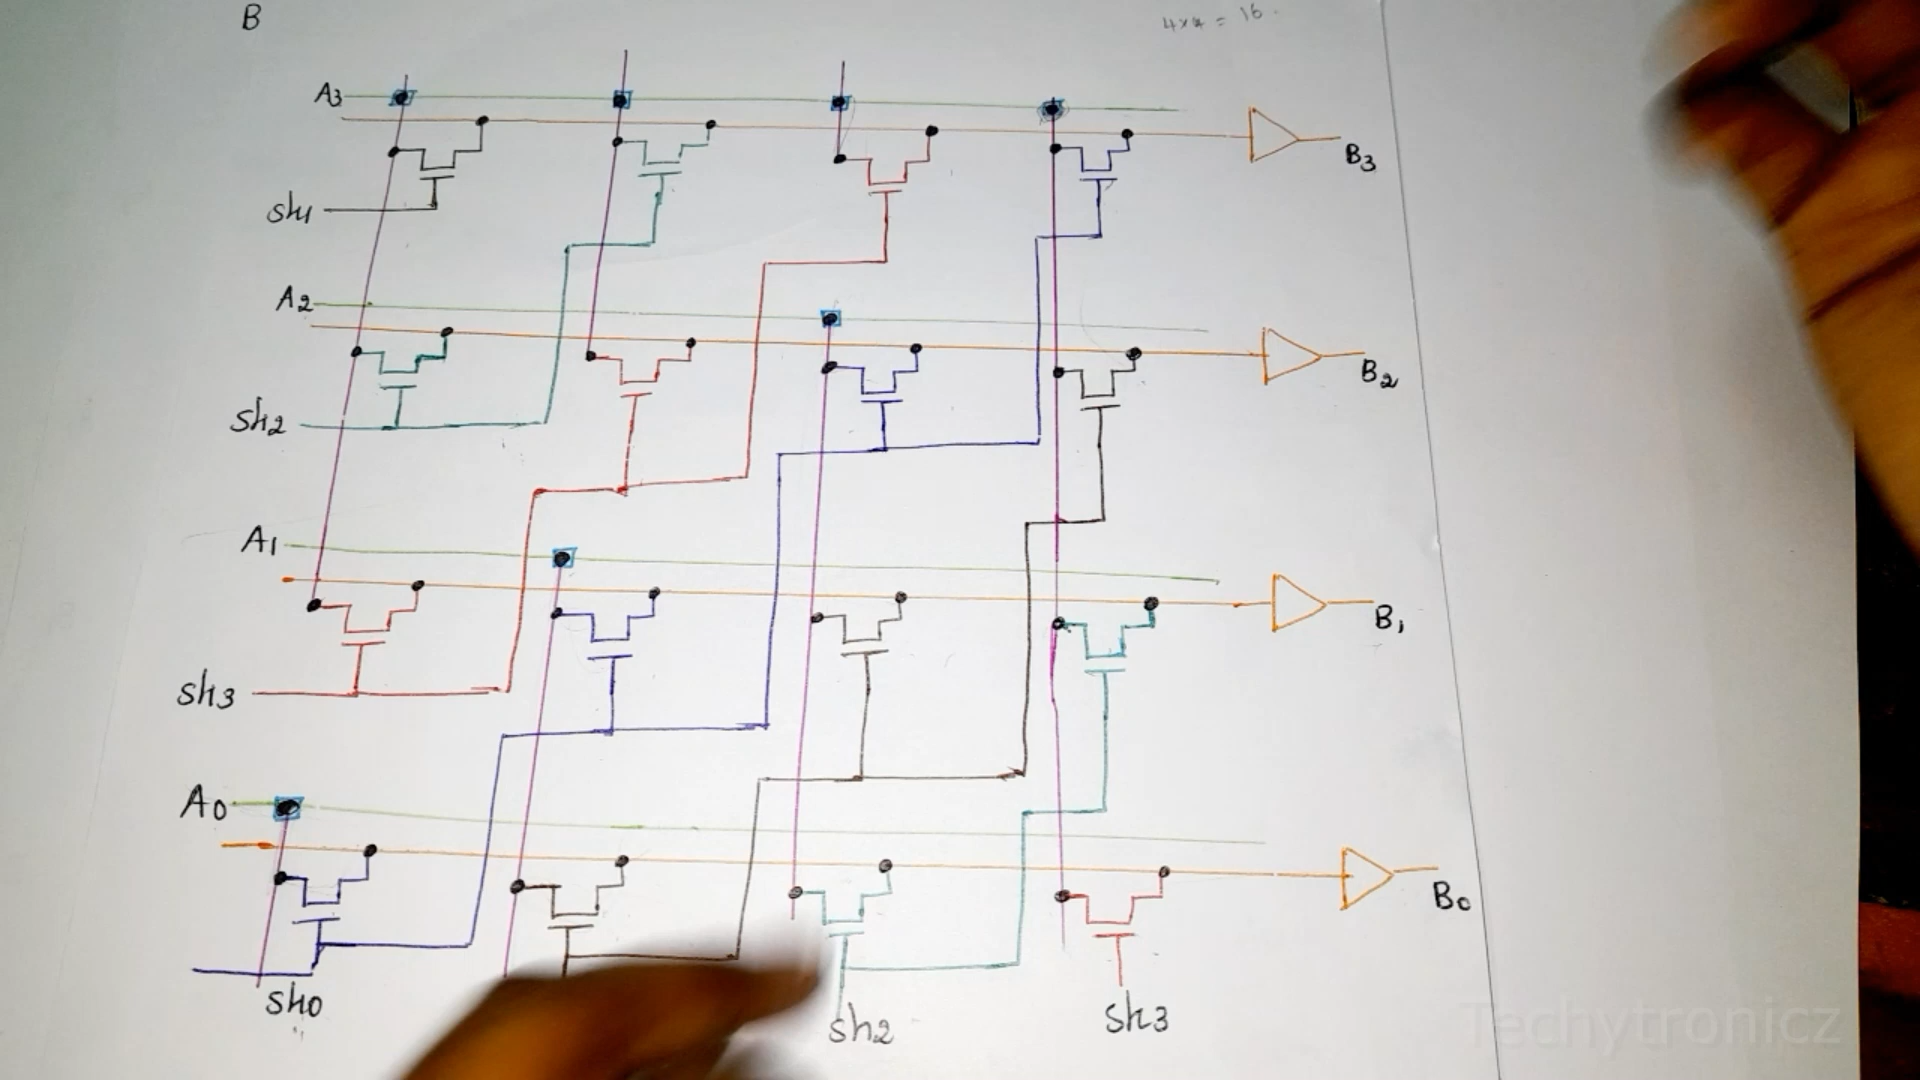 B
4x4 = 16.
A3
B3
sh1
A2
B2
sh2
A1
B1
sh3
A0
B0
sh0
sh2
sh3
Techytronicz